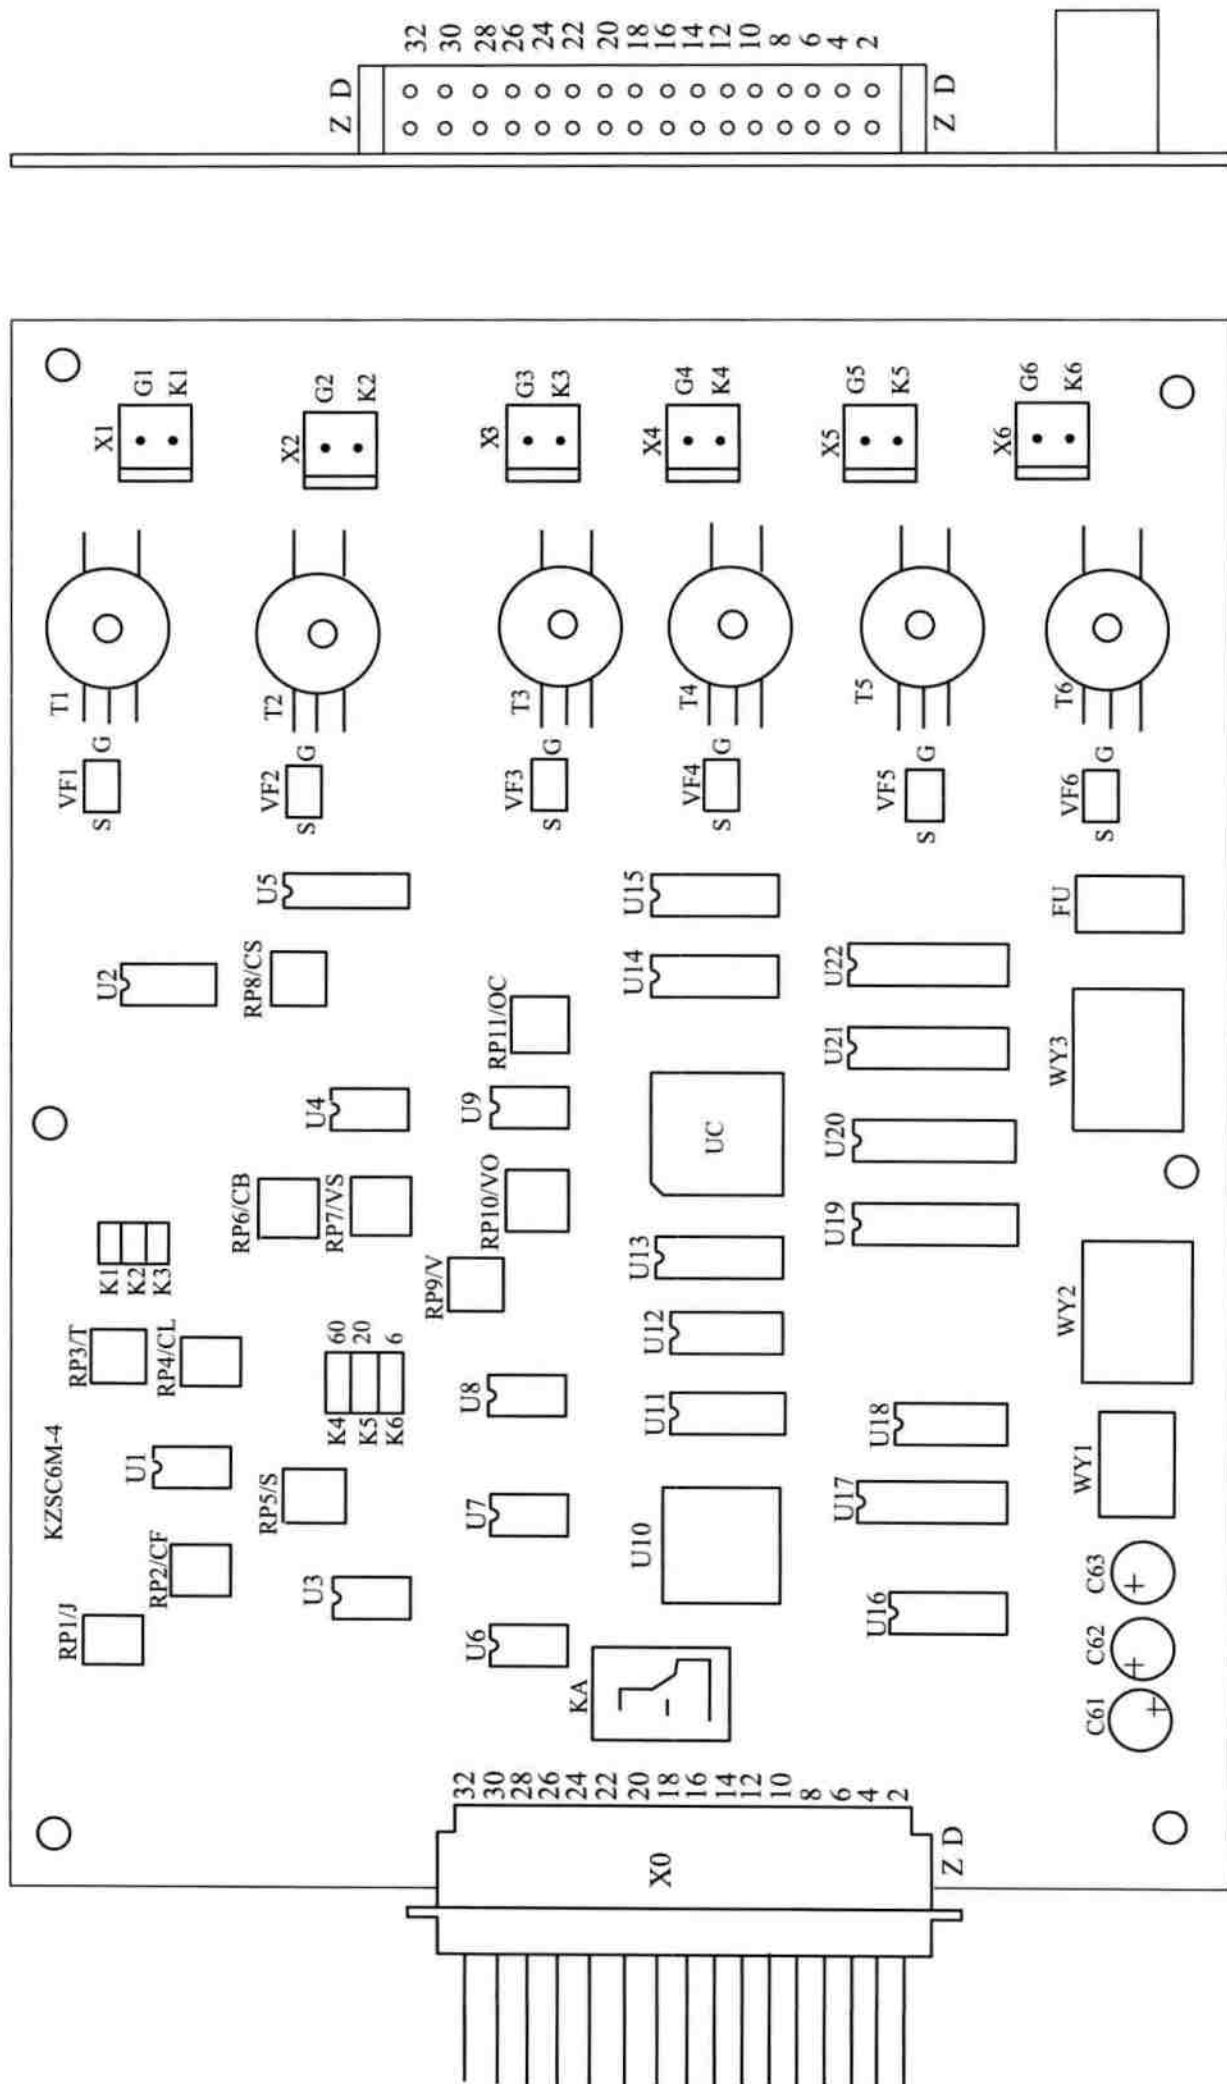 Z D
32
30
28
26
24
22
20
18
16
14
12
10
8
6
4
2
Z D
KZSC6M-4
RP1/J
RP2/CF
U1
RP3/T
RP4/CL
K1
K2
K3
U2
VF1
S
G
T1
X1
G1
K1
U3
RP5/S
K4
K5
K6
60
20
6
RP6/CB
RP7/VS
U4
RP8/CS
U5
VF2
S
G
T2
X2
G2
K2
U6
U7
U8
RP9/V
RP10/VO
U9
RP11/OC
VF3
S
G
T3
X3
G3
K3
KA
U10
U11
U12
U13
UC
U14
U15
VF4
S
G
T4
X4
G4
K4
U16
U17
U18
U19
U20
U21
U22
VF5
S
G
T5
X5
G5
K5
C61
C62
C63
+
+
+
WY1
WY2
WY3
FU
VF6
S
G
T6
X6
G6
K6
X0
32
30
28
26
24
22
20
18
16
14
12
10
8
6
4
2
Z D